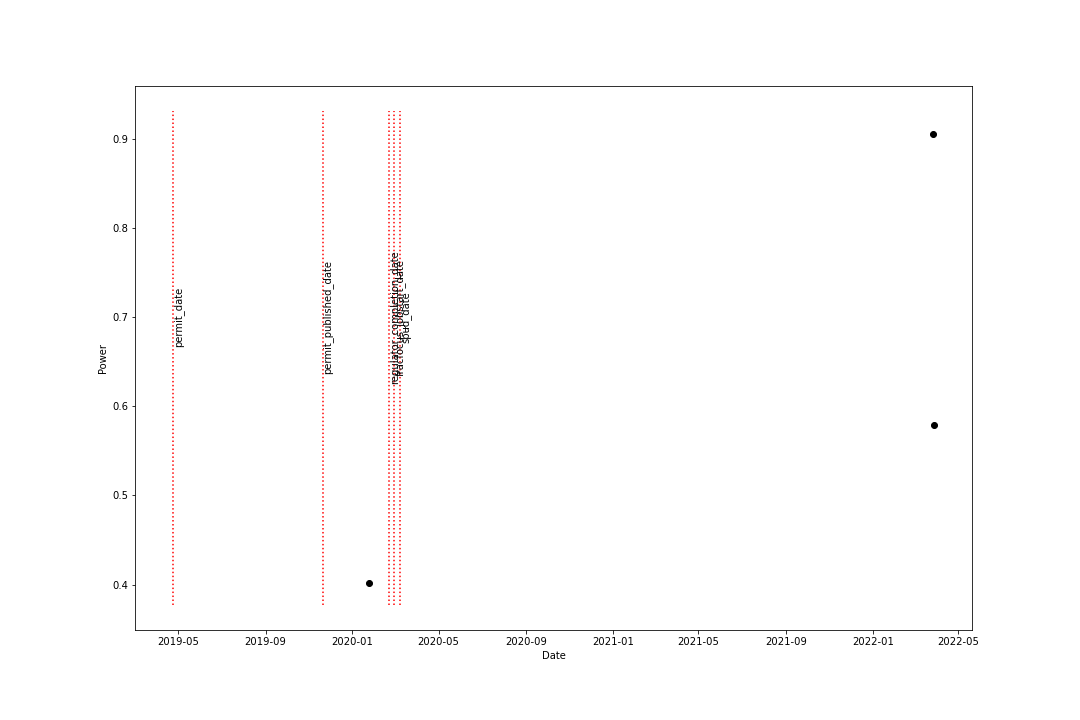 0.9
0.8
0.7
0.6
0.5
0.4
Power
permit_date
permit_published_date
regulator_completion_date
spud_date
2019-05
2019-09
2020-01
2020-05
2020-09
2021-01
2021-05
2021-09
2022-01
2022-05
Date